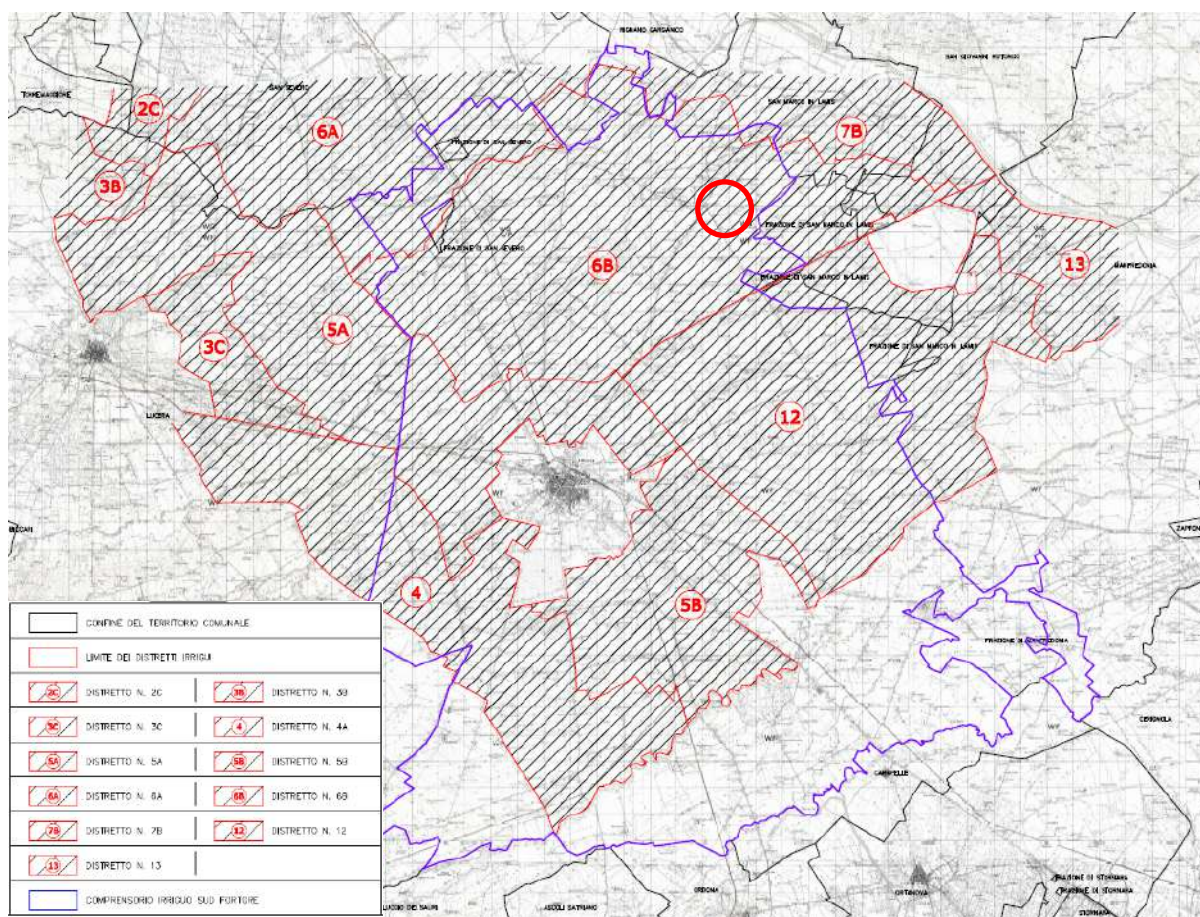 RIGNANO GARGANICO
SAN GIOVANNI ROTONDO
TORREMAGGIORE
SAN SEVERO
SAN MARCO IN LAMIS
2C
6A
7B
FRAZIONE DI SAN SEVERO
3B
FRAZIONE DI SAN MARCO IN LAMIS
FRAZIONE DI SAN SEVERO
6B
13
MANFREDONIA
FRAZIONE DI SAN MARCO IN LAMIS
5A
3C
FRAZIONE DI SAN MARCO IN LAMIS
LUCERA
12
4
5B
CONFINE DEL TERRITORIO COMUNALE
LIMITE DEI DISTRETTI IRRIGUI
2C DISTRETTO N. 2C
3B DISTRETTO N. 3B
3C DISTRETTO N. 3C
4 DISTRETTO N. 4A
5A DISTRETTO N. 5A
5B DISTRETTO N. 5B
6A DISTRETTO N. 6A
6B DISTRETTO N. 6B
7B DISTRETTO N. 7B
12 DISTRETTO N. 12
13 DISTRETTO N. 13
COMPRENSORIO IRRIGUO SUD FORTORE
FRAZIONE DI MANFREDONIA
CERIGNOLA
CARAPELLE
ORDONA
ORTANOVA
ASCOLI SATRIANO
FRAZIONE DI STORNARA
FRAZIONE DI STORNARA
STORNARA